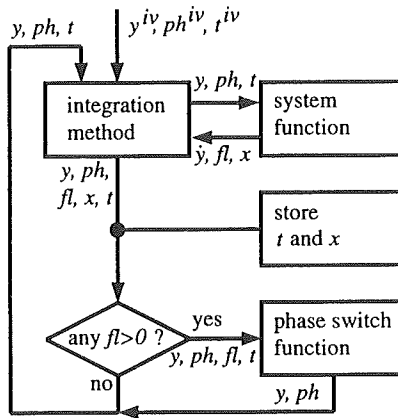 y, ph, t
y^iv, ph^iv, t^iv
integration
method
y, ph, t
system
function
ẏ, fl, x
y, ph,
fl, x, t
store
t and x
any fl>0 ?
yes
y, ph, fl, t
phase switch
function
no
y, ph